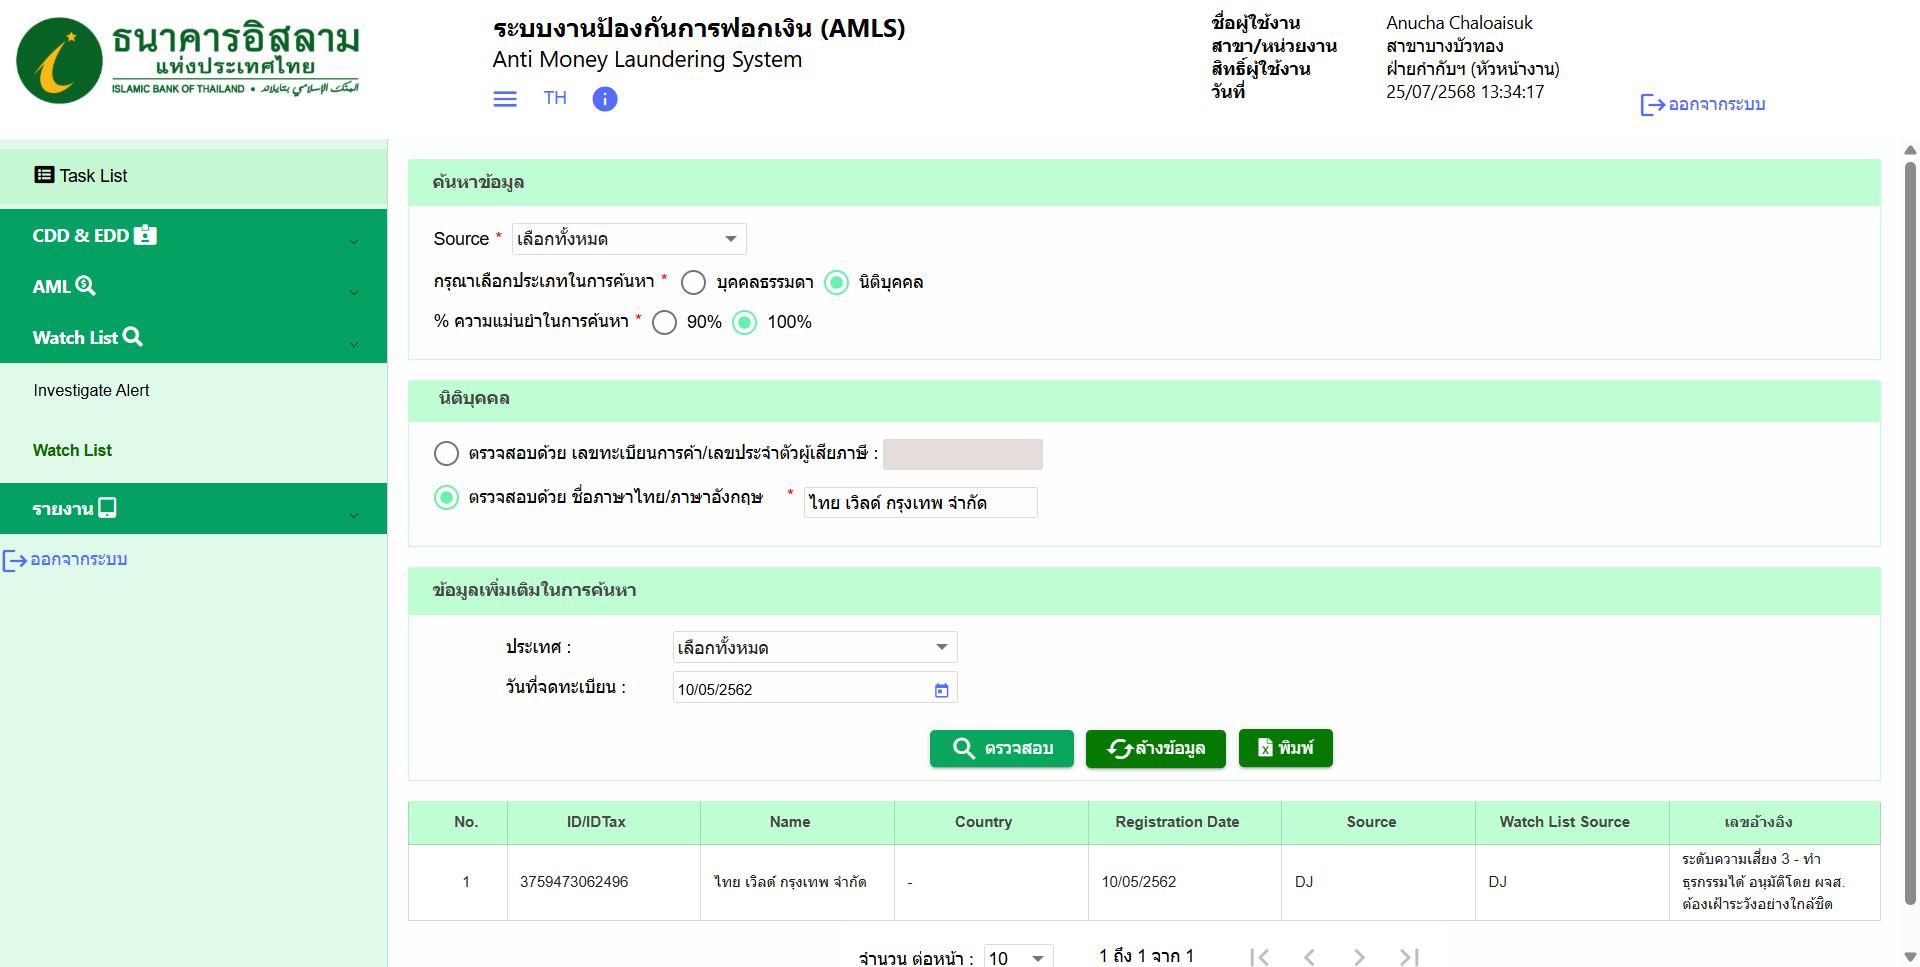 ธนาคารอิสลาม
แห่งประเทศไทย
ISLAMIC BANK OF THAILAND • بنك الإسلامي بتايلاند
ระบบงานป้องกันการฟอกเงิน (AMLS)
Anti Money Laundering System
TH
ชื่อผู้ใช้งาน Anucha Chaloaisuk
สาขา/หน่วยงาน สาขาบางบัวทอง
สิทธิ์ผู้ใช้งาน ฝ่ายกำกับฯ (หัวหน้างาน)
วันที่ 25/07/2568 13:34:17
ออกจากระบบ
Task List
CDD & EDD
AML
Watch List
Investigate Alert
Watch List
รายงาน
ออกจากระบบ
ค้นหาข้อมูล
Source * เลือกทั้งหมด
กรุณาเลือกประเภทในการค้นหา * บุคคลธรรมดา นิติบุคคล
% ความแม่นยำในการค้นหา * 90% 100%
นิติบุคคล
ตรวจสอบด้วย เลขทะเบียนการค้า/เลขประจำตัวผู้เสียภาษี :
ตรวจสอบด้วย ชื่อภาษาไทย/ภาษาอังกฤษ * ไทย เวิลด์ กรุงเทพ จำกัด
ข้อมูลเพิ่มเติมในการค้นหา
ประเทศ : เลือกทั้งหมด
วันที่จดทะเบียน : 10/05/2562
ตรวจสอบ ล้างข้อมูล พิมพ์
No. ID/IDTax Name Country Registration Date Source Watch List Source เลขอ้างอิง
1 3759473062496 ไทย เวิลด์ กรุงเทพ จำกัด - 10/05/2562 DJ DJ ระดับความเสี่ยง 3 - ทำ
ธุรกรรมได้ อนุมัติโดย ผจส.
ต้องเฝ้าระวังอย่างใกล้ชิด
จำนวน ต่อหน้า : 10 1 ถึง 1 จาก 1